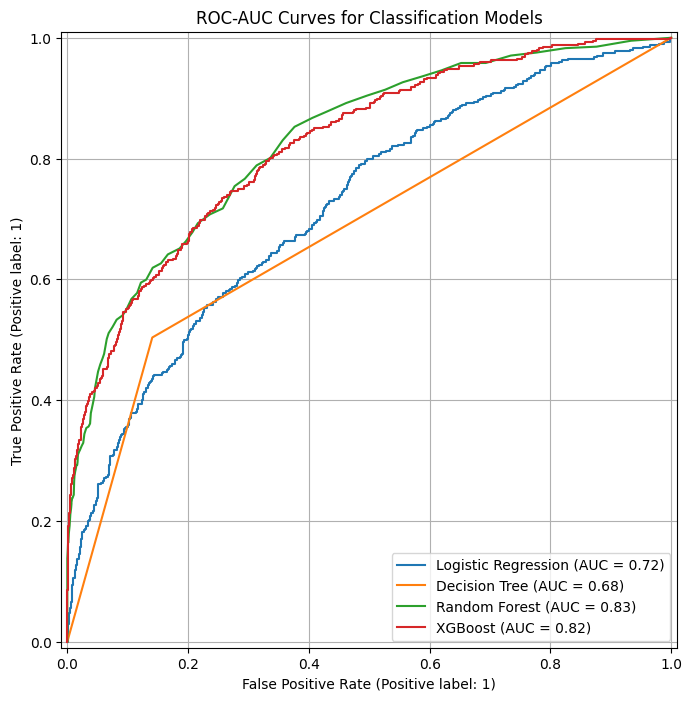 ROC-AUC Curves for Classification Models
True Positive Rate (Positive label: 1)
1.0
0.8
0.6
0.4
0.2
0.0
Logistic Regression (AUC = 0.72)
Decision Tree (AUC = 0.68)
Random Forest (AUC = 0.83)
XGBoost (AUC = 0.82)
0.0 0.2 0.4 0.6 0.8 1.0
False Positive Rate (Positive label: 1)